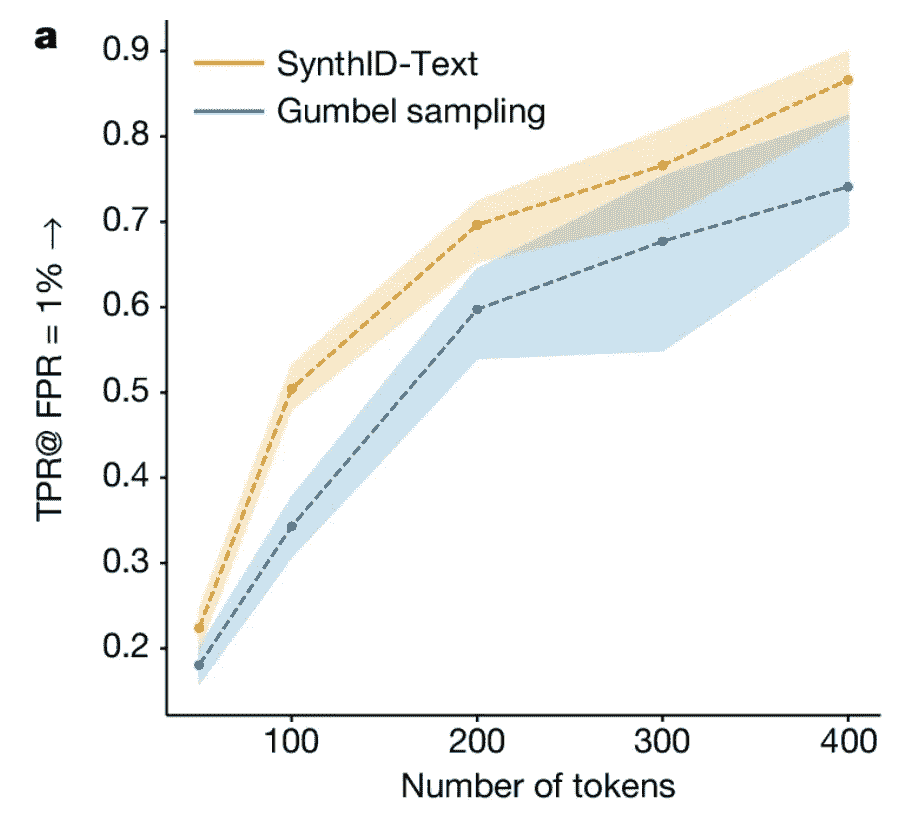 a
SynthID-Text
Gumbel sampling
TPR@ FPR = 1% →
0.9
0.8
0.7
0.6
0.5
0.4
0.3
0.2
100 200 300 400
Number of tokens